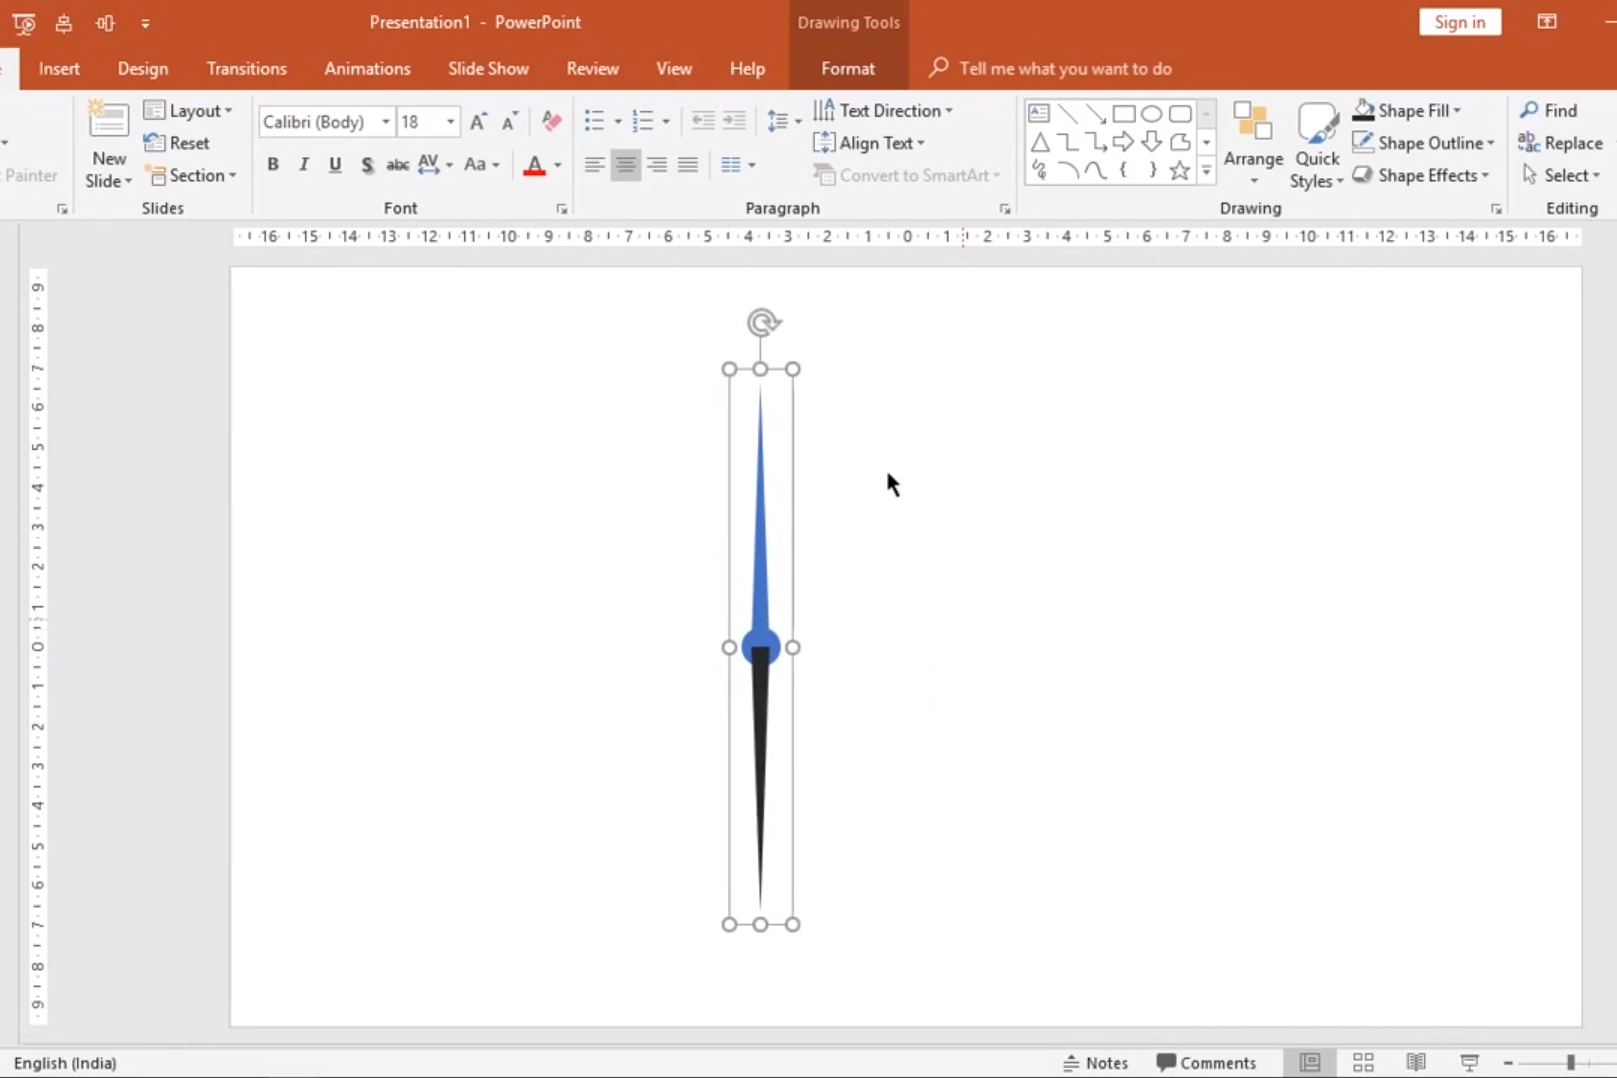 Presentation1 - PowerPoint
Drawing Tools
Sign in
Insert Design Transitions Animations Slide Show Review View Help Format Tell me what you want to do
Painter
New Slide
Layout
Reset
Section
Slides
Calibri (Body) 18
B I U S abc AV Aa A
Font
Text Direction
Align Text
Convert to SmartArt
Paragraph
Arrange
Quick Styles
Shape Fill
Shape Outline
Shape Effects
Drawing
Find
Replace
Select
Editing
16 15 14 13 12 11 10 9 8 7 6 5 4 3 2 1 0 1 2 3 4 5 6 7 8 9 10 11 12 13 14 15 16
9 8 7 6 5 4 3 2 1 0 1 2 3 4 5 6 7 8 9
English (India)
Notes Comments